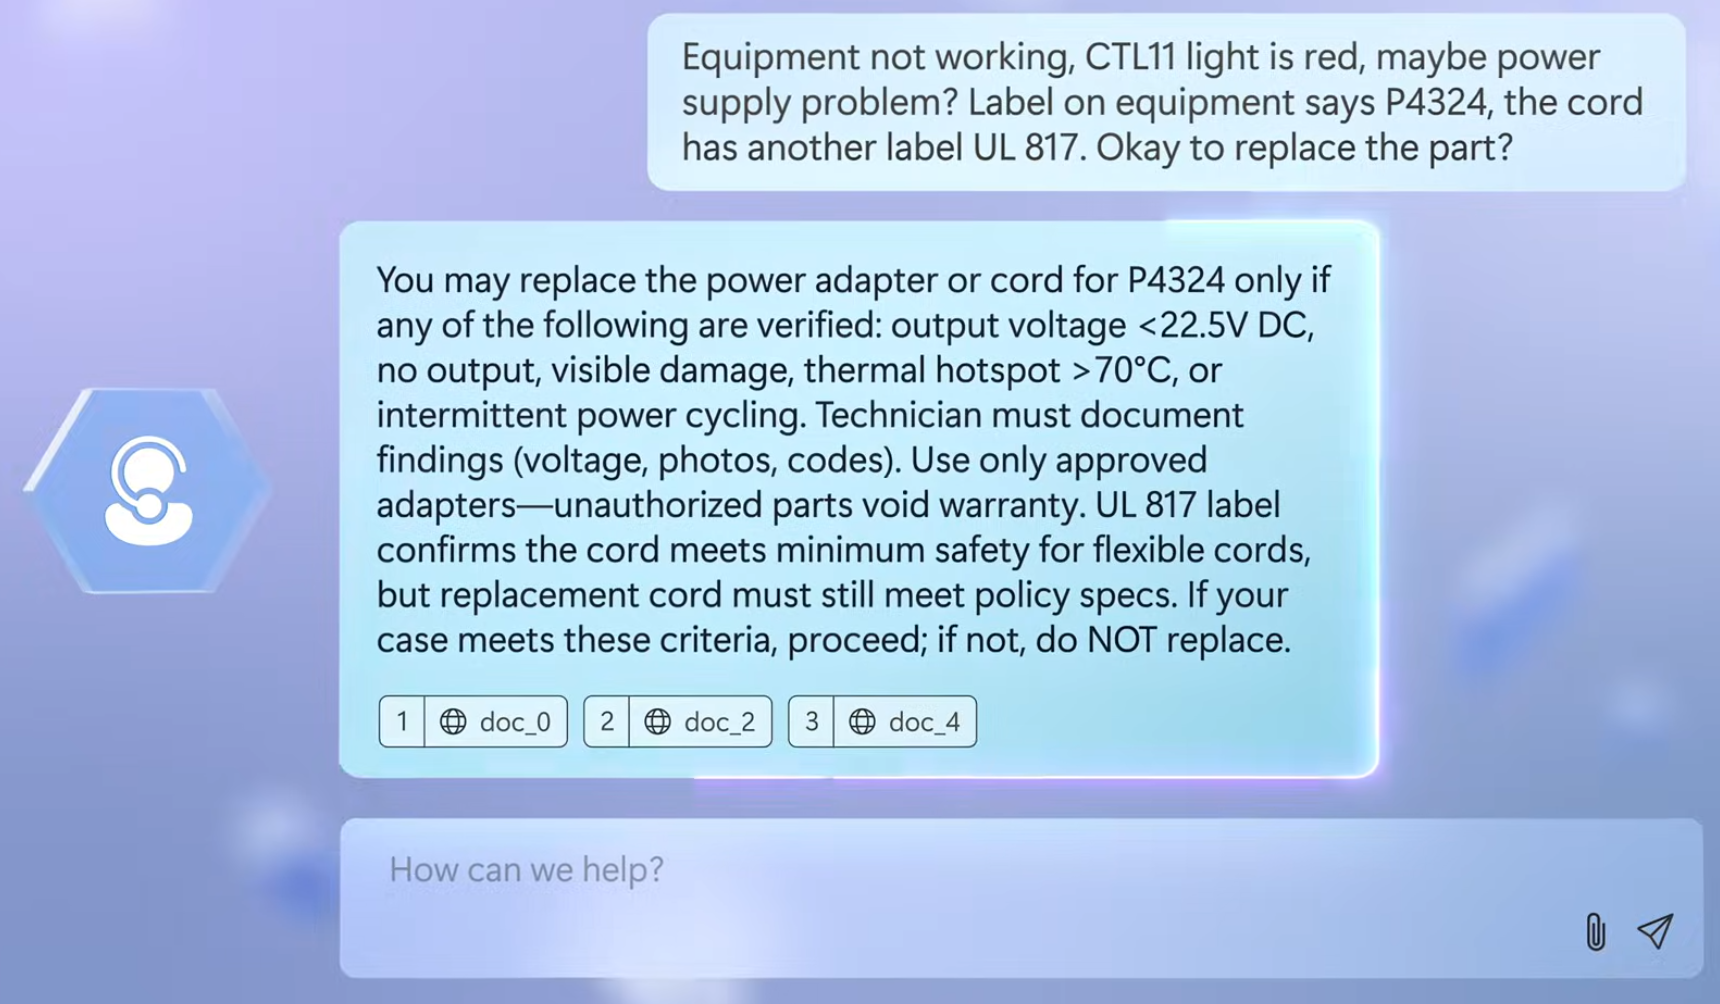 Equipment not working, CTL11 light is red, maybe power
supply problem? Label on equipment says P4324, the cord
has another label UL 817. Okay to replace the part?
You may replace the power adapter or cord for P4324 only if
any of the following are verified: output voltage <22.5V DC,
no output, visible damage, thermal hotspot >70°C, or
intermittent power cycling. Technician must document
findings (voltage, photos, codes). Use only approved
adapters—unauthorized parts void warranty. UL 817 label
confirms the cord meets minimum safety for flexible cords,
but replacement cord must still meet policy specs. If your
case meets these criteria, proceed; if not, do NOT replace.
1 doc_0 2 doc_2 3 doc_4
How can we help?